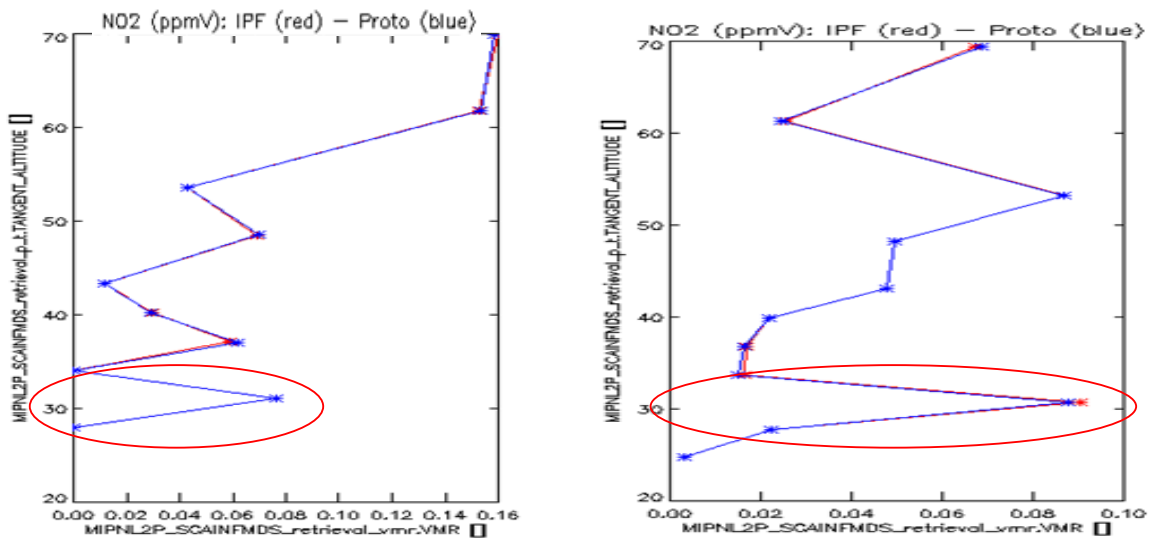 NO2 (ppmV): IPF (red) – Proto (blue)
70
60
50
40
30
20
MIPNL2P_SCAINFMDS_retrieval_p_t.TANGENT_ALTITUDE []
0.00 0.02 0.04 0.06 0.08 0.10 0.12 0.14 0.16
MIPNL2P_SCAINFMDS_retrieval_vmr.VMR []
NO2 (ppmV): IPF (red) – Proto (blue)
70
60
50
40
30
20
MIPNL2P_SCAINFMDS_retrieval_p_t.TANGENT_ALTITUDE []
0.00 0.02 0.04 0.06 0.08 0.10
MIPNL2P_SCAINFMDS_retrieval_vmr.VMR []